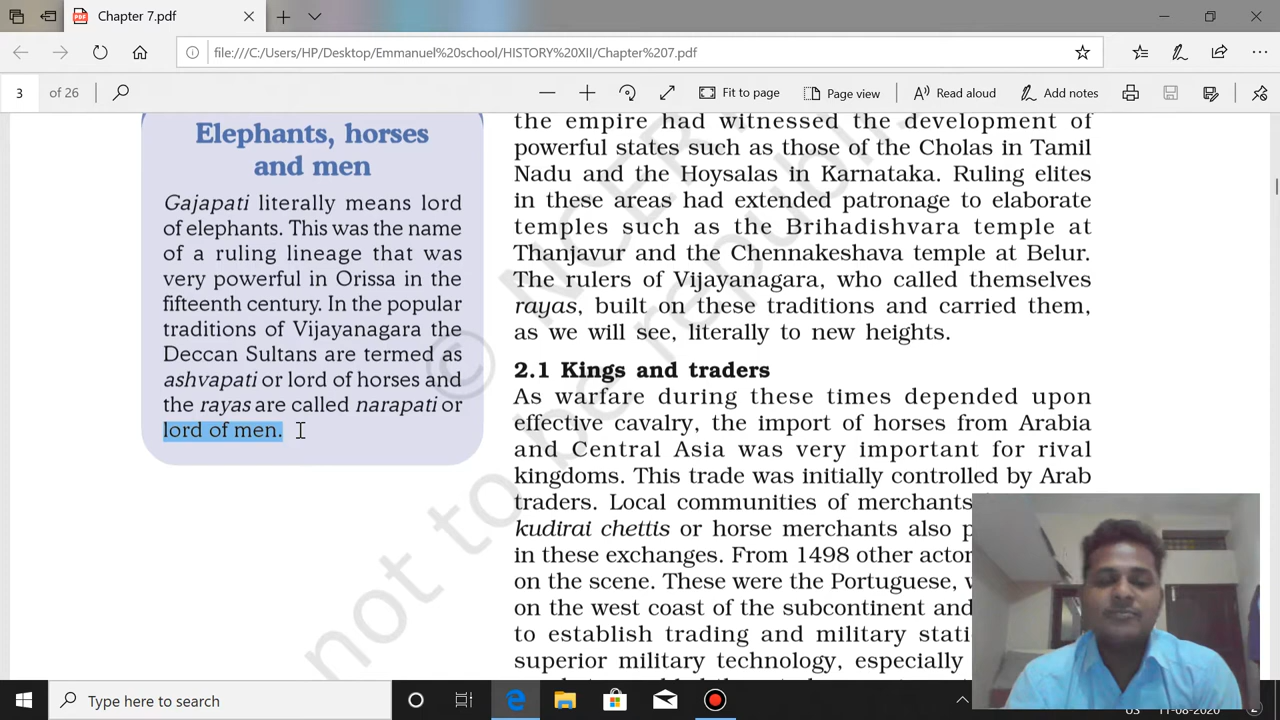 Chapter 7.pdf
file:///C:/Users/HP/Desktop/Emmanuel%20school/HISTORY%20XII/Chapter%207.pdf
3 of 26
Fit to page
Page view
Read aloud
Add notes
Elephants, horses
and men
Gajapati literally means lord
of elephants. This was the name
of a ruling lineage that was
very powerful in Orissa in the
fifteenth century. In the popular
traditions of Vijayanagara the
Deccan Sultans are termed as
ashvapati or lord of horses and
the rayas are called narapati or
lord of men.
the empire had witnessed the development of
powerful states such as those of the Cholas in Tamil
Nadu and the Hoysalas in Karnataka. Ruling elites
in these areas had extended patronage to elaborate
temples such as the Brihadishvara temple at
Thanjavur and the Chennakeshava temple at Belur.
The rulers of Vijayanagara, who called themselves
rayas, built on these traditions and carried them,
as we will see, literally to new heights.
2.1 Kings and traders
As warfare during these times depended upon
effective cavalry, the import of horses from Arabia
and Central Asia was very important for rival
kingdoms. This trade was initially controlled by Arab
traders. Local communities of merchants
kudirai chettis or horse merchants also p
in these exchanges. From 1498 other actor
on the scene. These were the Portuguese, w
on the west coast of the subcontinent and
to establish trading and military stati
superior military technology, especially
© NCER
not to be republi
Type here to search
11-08-2020